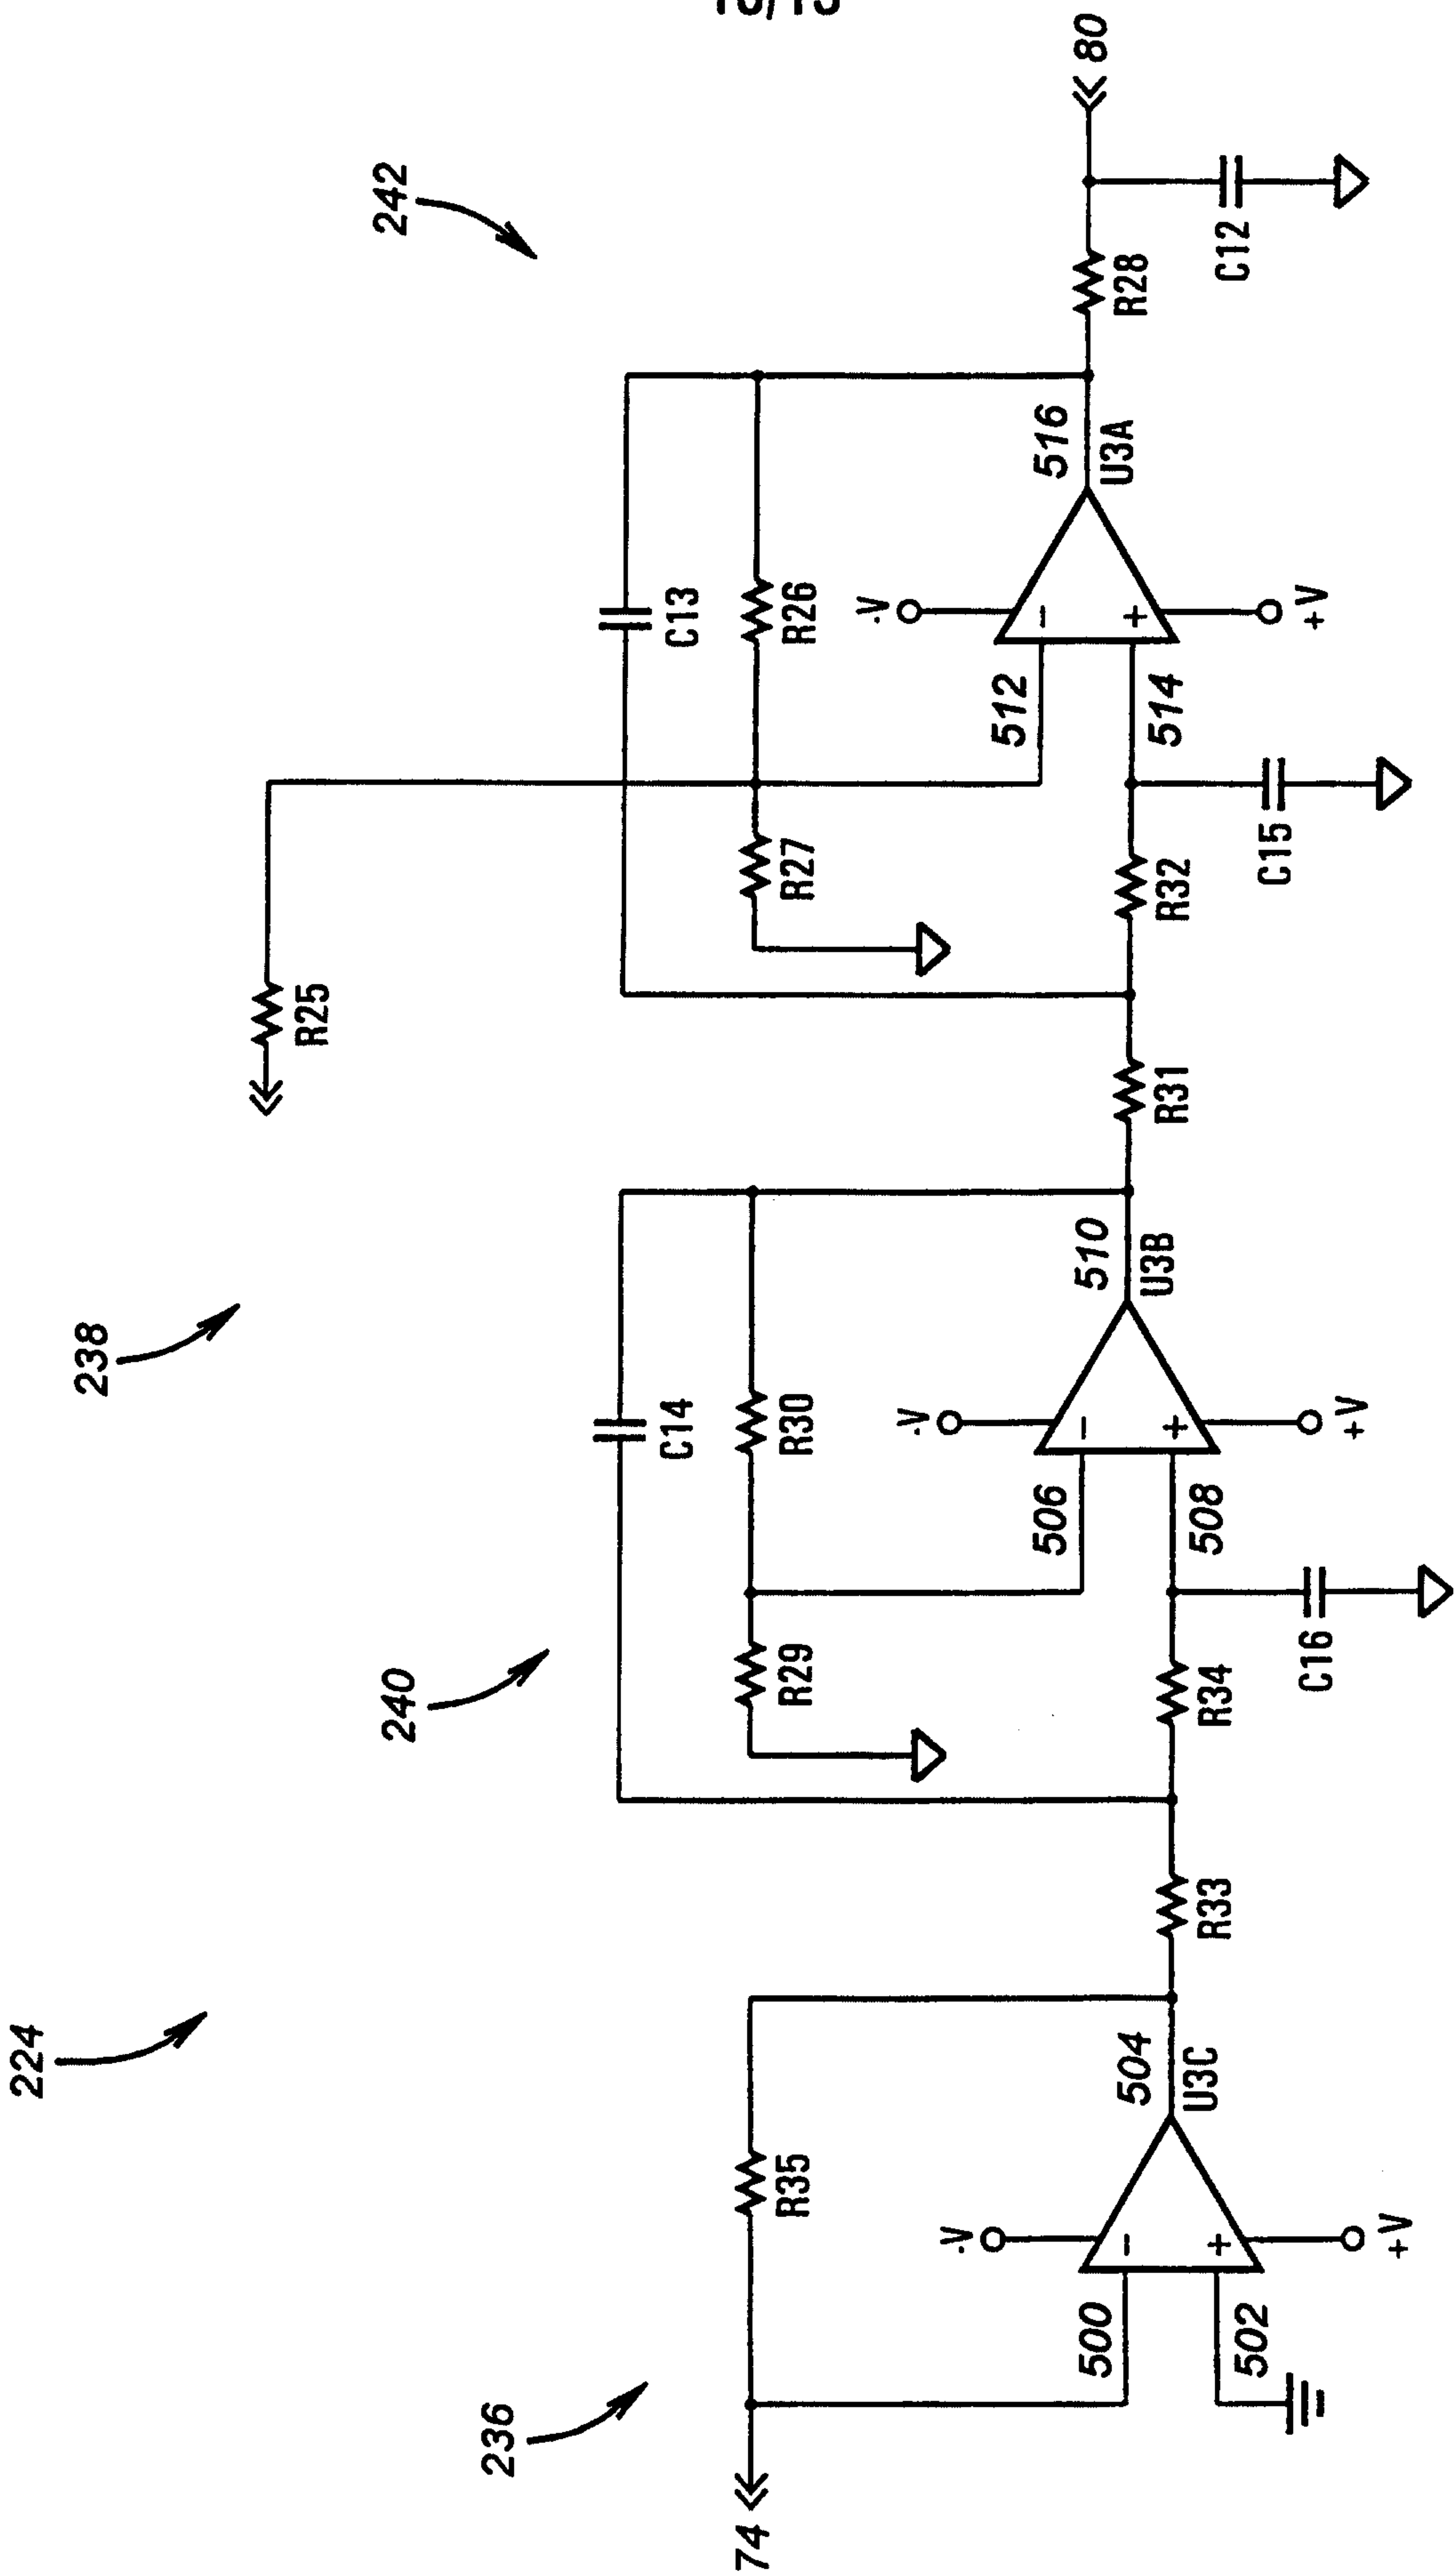 224
238
236
240
242
74
80
R35
500
502
504
U3C
-V
+V
R33
R34
C16
R29
R30
C14
506
508
510
U3B
-V
+V
-
+
-
+
R31
R32
C15
R25
R27
R26
C13
512
514
516
U3A
-V
+V
-
+
R28
C12